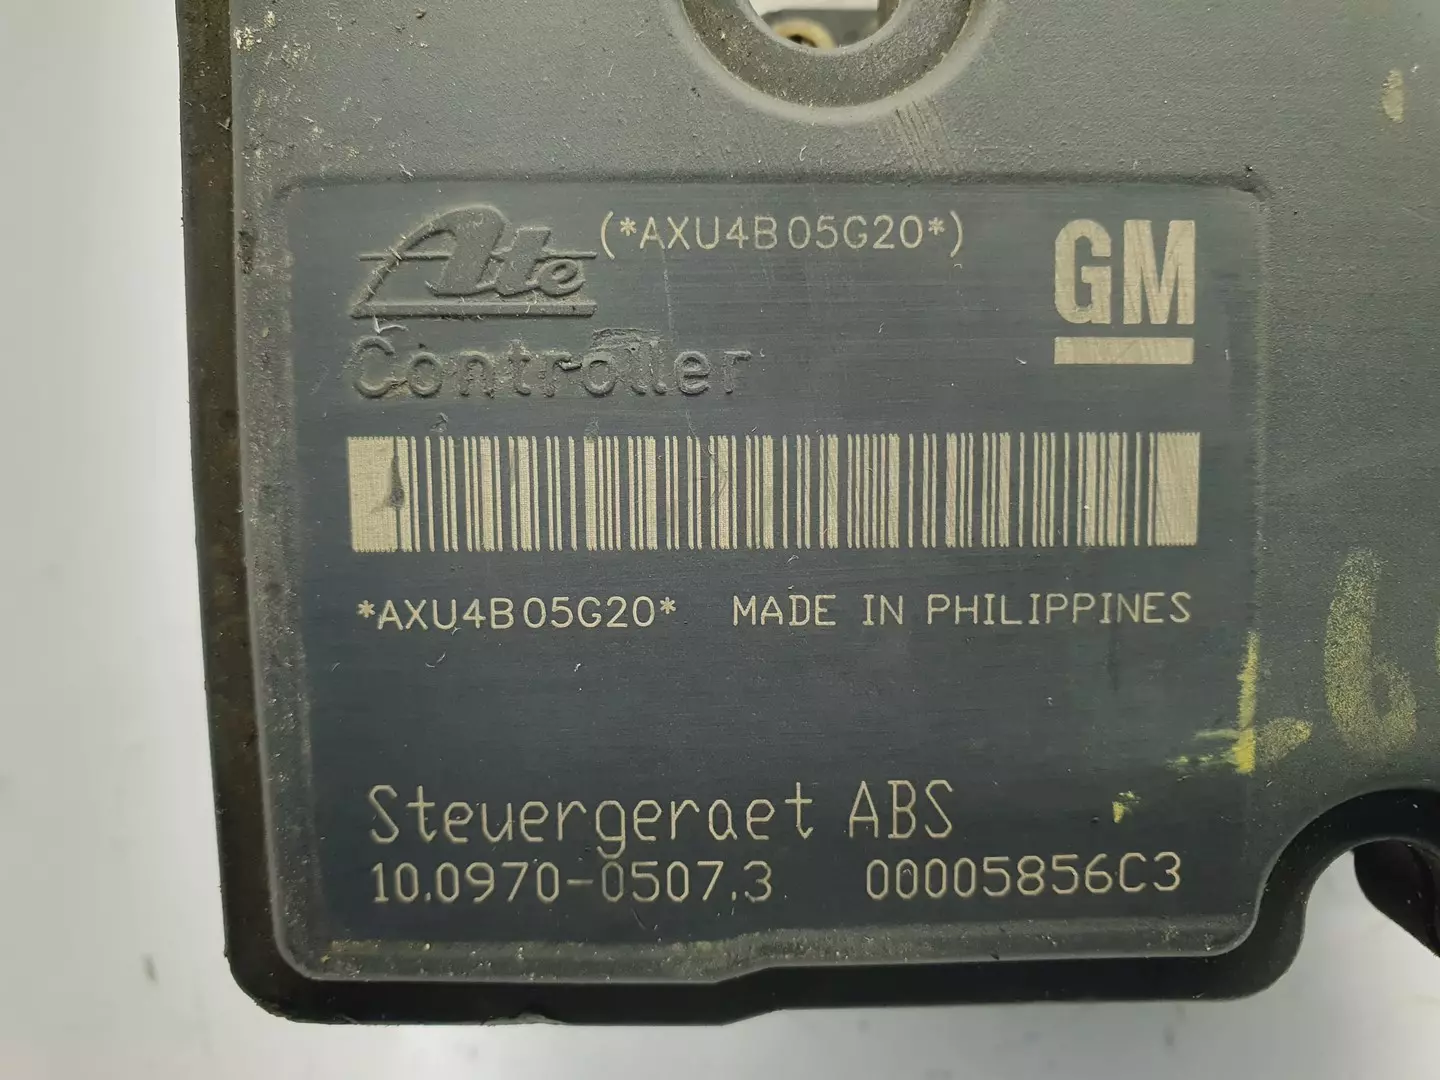 Ate (*AXU4B05G20*)
GM
Controller
*AXU4B05G20* MADE IN PHILIPPINES
Steuergeraet ABS
10.0970-0507.3 00005856C3